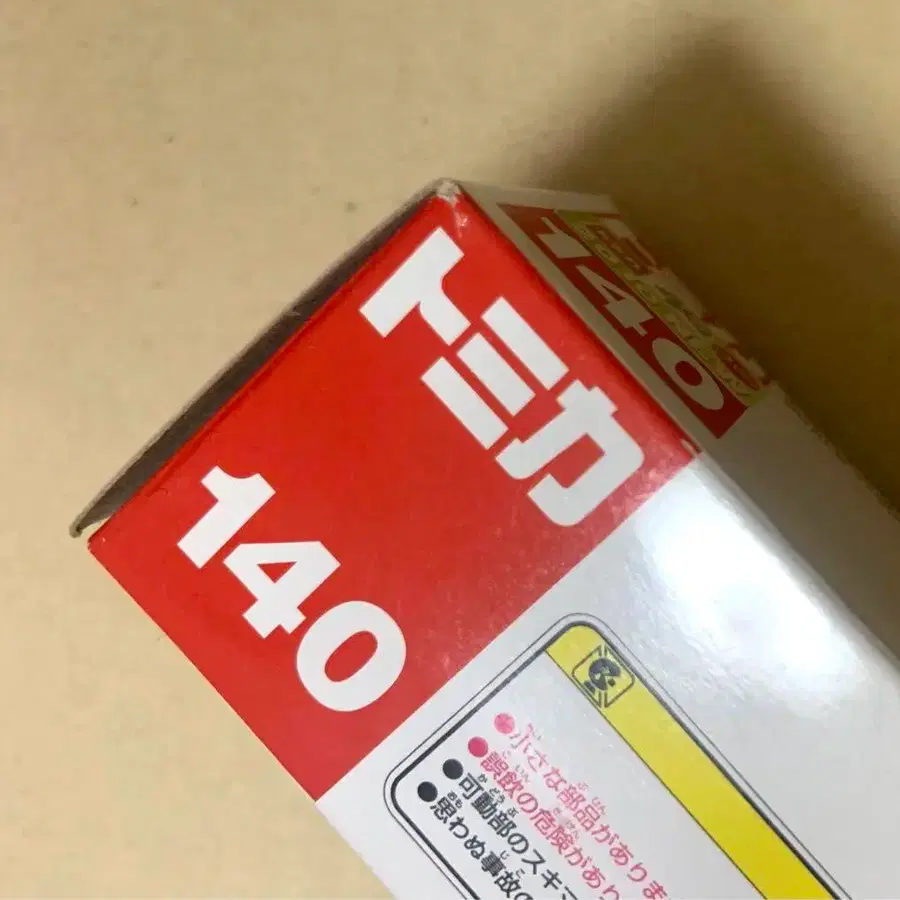 トミカ
140
140
小さな部品がありま
誤飲の危険があり
可動部のスキマ
思わぬ事故の